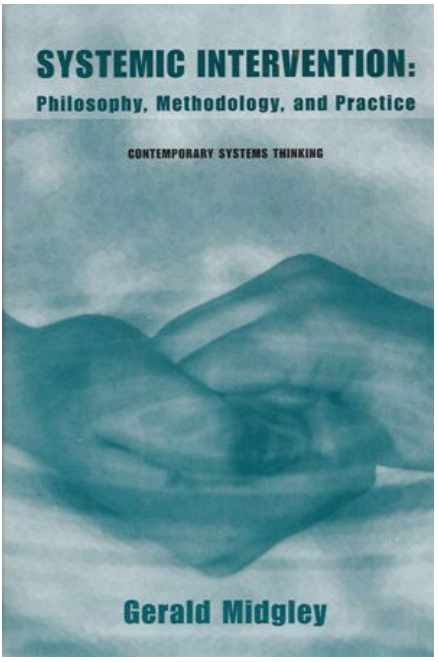 SYSTEMIC INTERVENTION:
Philosophy, Methodology, and Practice
CONTEMPORARY SYSTEMS THINKING
Gerald Midgley